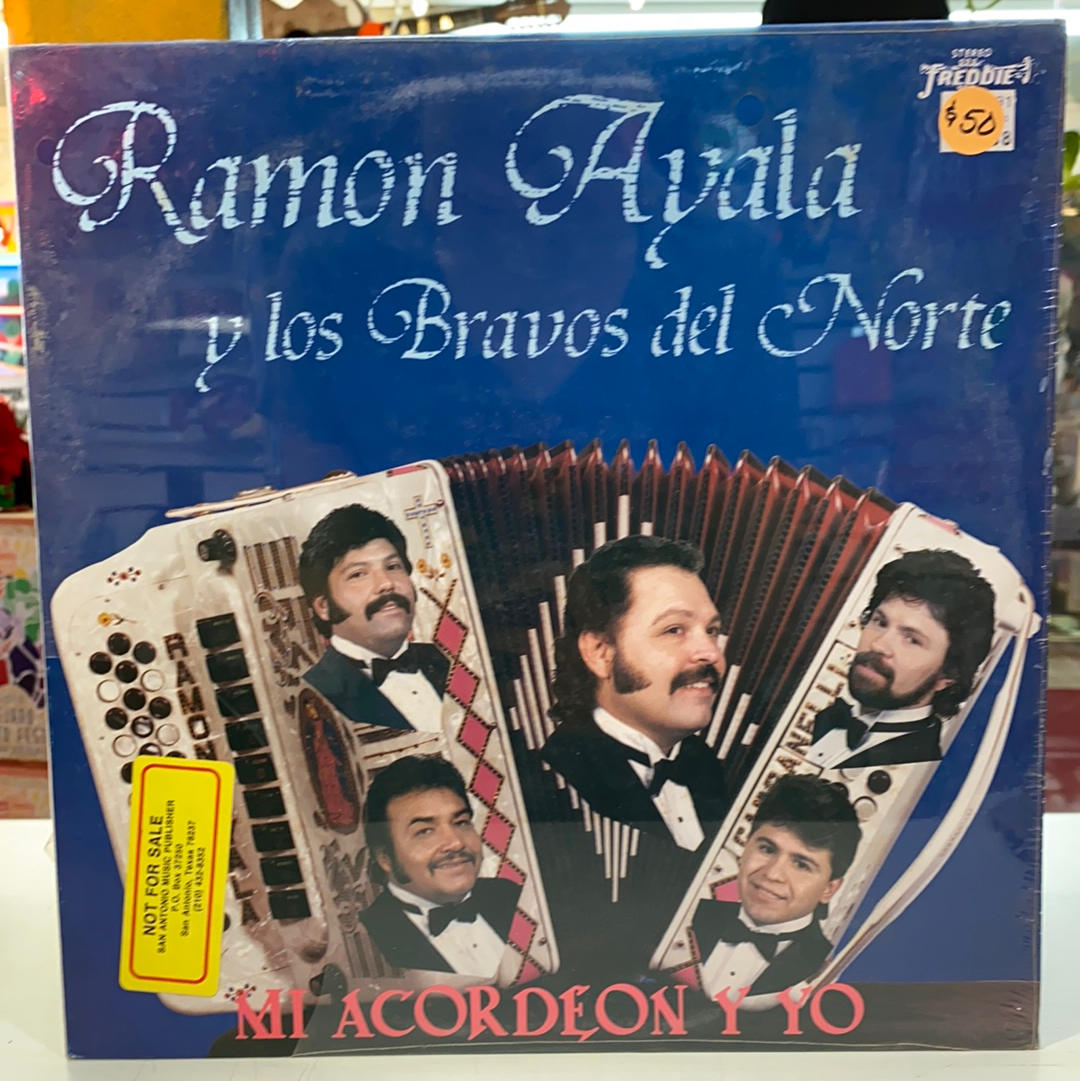 STEREO
FREDDIE
$50
Ramon Ayala
y los Bravos del Norte
RAMON
NOT FOR SALE
SAN ANTONIO MUSIC PUBLISHER
P.O. Box 37250
San Antonio, Texas 78237
(210) 432-8352
MI ACORDEON Y YO